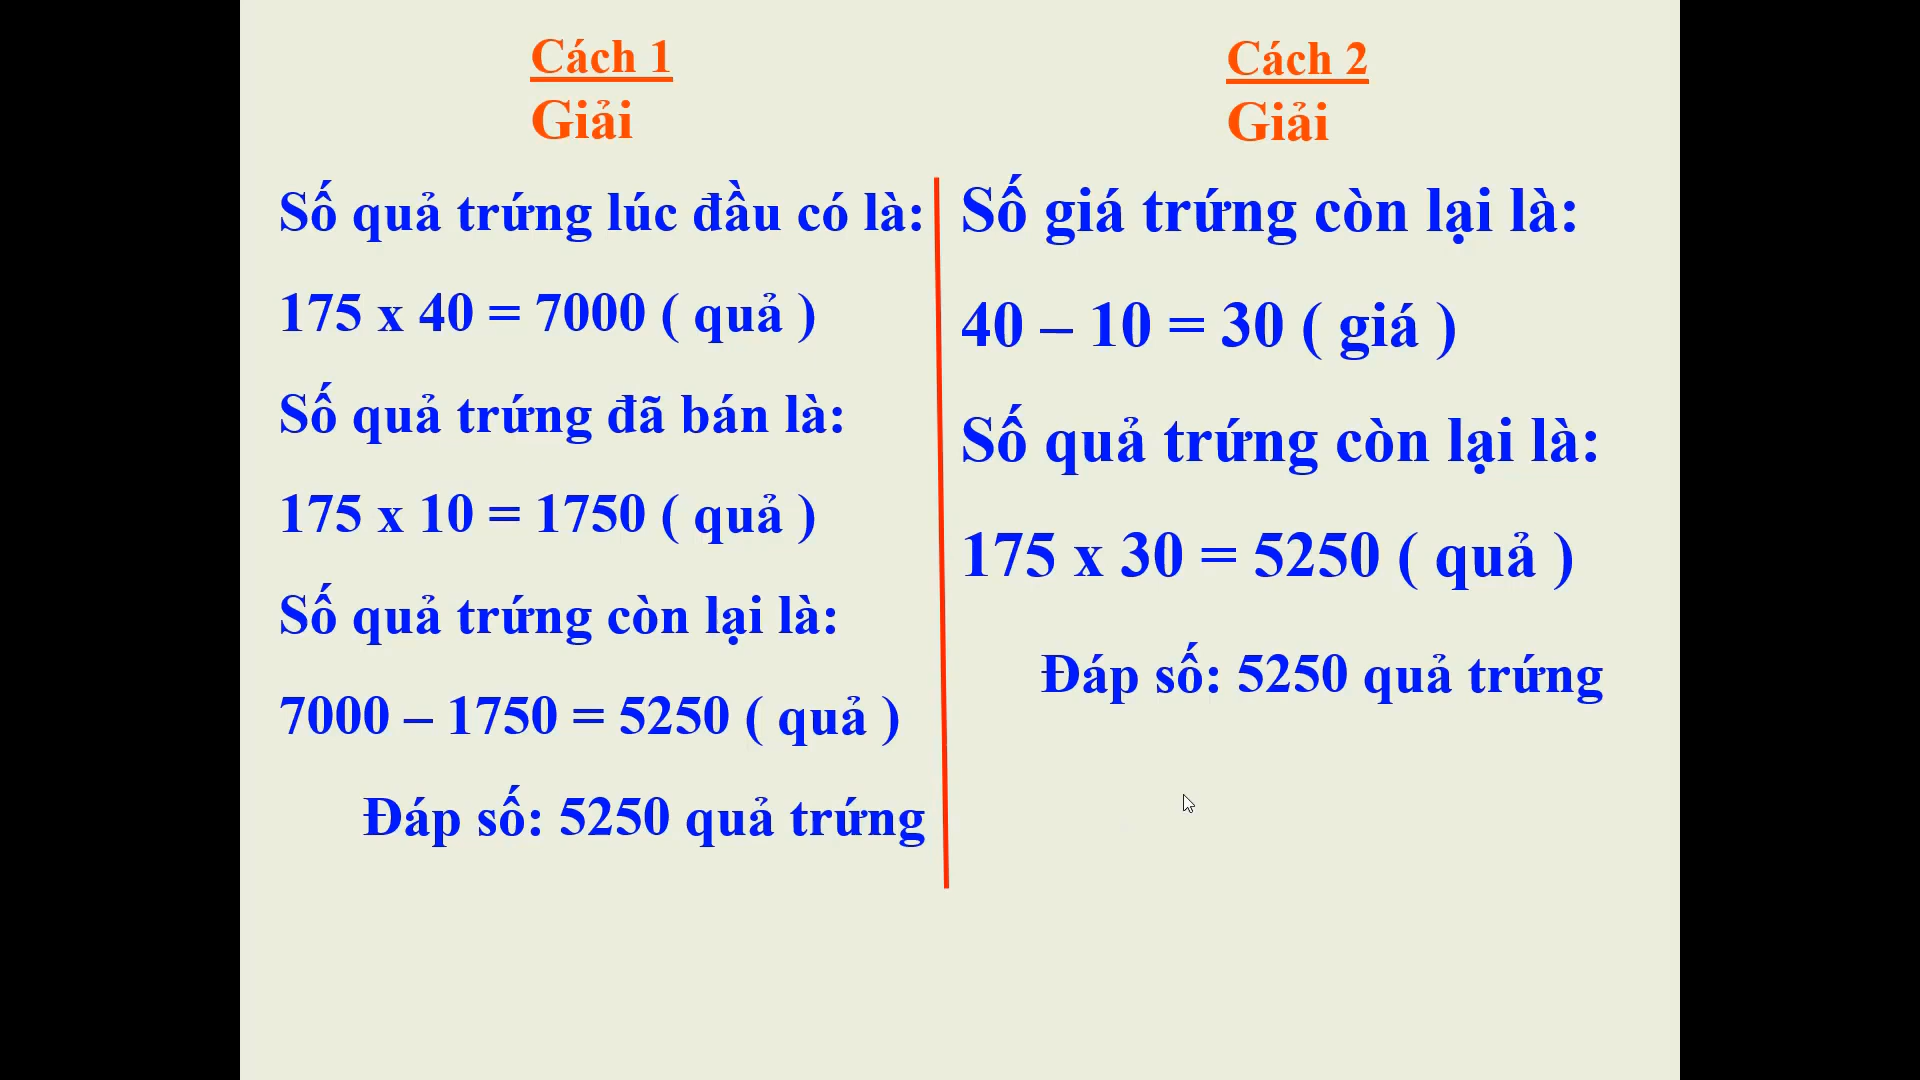 Cách 1
Giải
Số quả trứng lúc đầu có là:
175 x 40 = 7000 ( quả )
Số quả trứng đã bán là:
175 x 10 = 1750 ( quả )
Số quả trứng còn lại là:
7000 – 1750 = 5250 ( quả )
Đáp số: 5250 quả trứng
Cách 2
Giải
Số giá trứng còn lại là:
40 – 10 = 30 ( giá )
Số quả trứng còn lại là:
175 x 30 = 5250 ( quả )
Đáp số: 5250 quả trứng